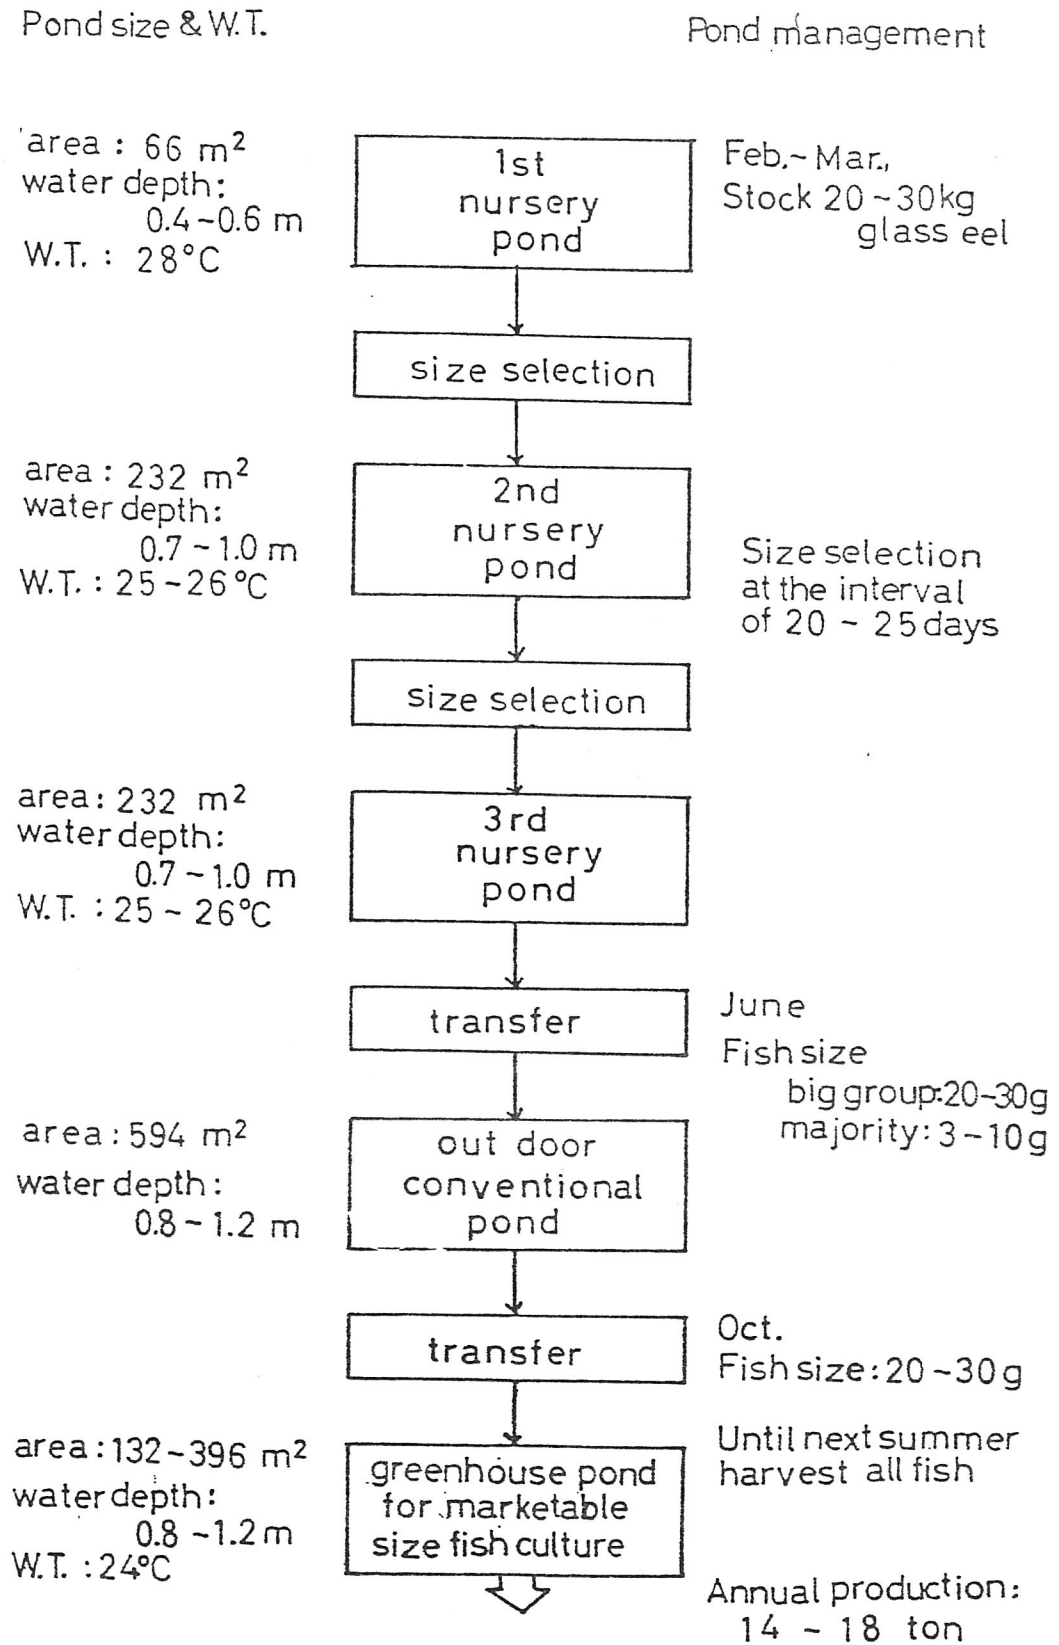 Pond size & W.T.
Pond management
area : 66 m²
water depth:
0.4~0.6 m
W.T. : 28°C
1st
nursery
pond
Feb.~Mar.,
Stock 20~30kg
glass eel
size selection
area : 232 m²
water depth:
0.7~1.0 m
W.T. : 25~26°C
2nd
nursery
pond
Size selection
at the interval
of 20 ~ 25 days
size selection
area : 232 m²
water depth:
0.7~1.0 m
W.T. : 25 ~ 26°C
3rd
nursery
pond
transfer
June
Fish size
big group:20~30g
majority: 3~10g
area : 594 m²
water depth:
0.8~1.2 m
out door
conventional
pond
transfer
Oct.
Fish size: 20~30g
area :132~396 m²
water depth:
0.8~1.2 m
W.T. :24°C
greenhouse pond
for marketable
size fish culture
Until next summer
harvest all fish
Annual production:
14 ~ 18 ton